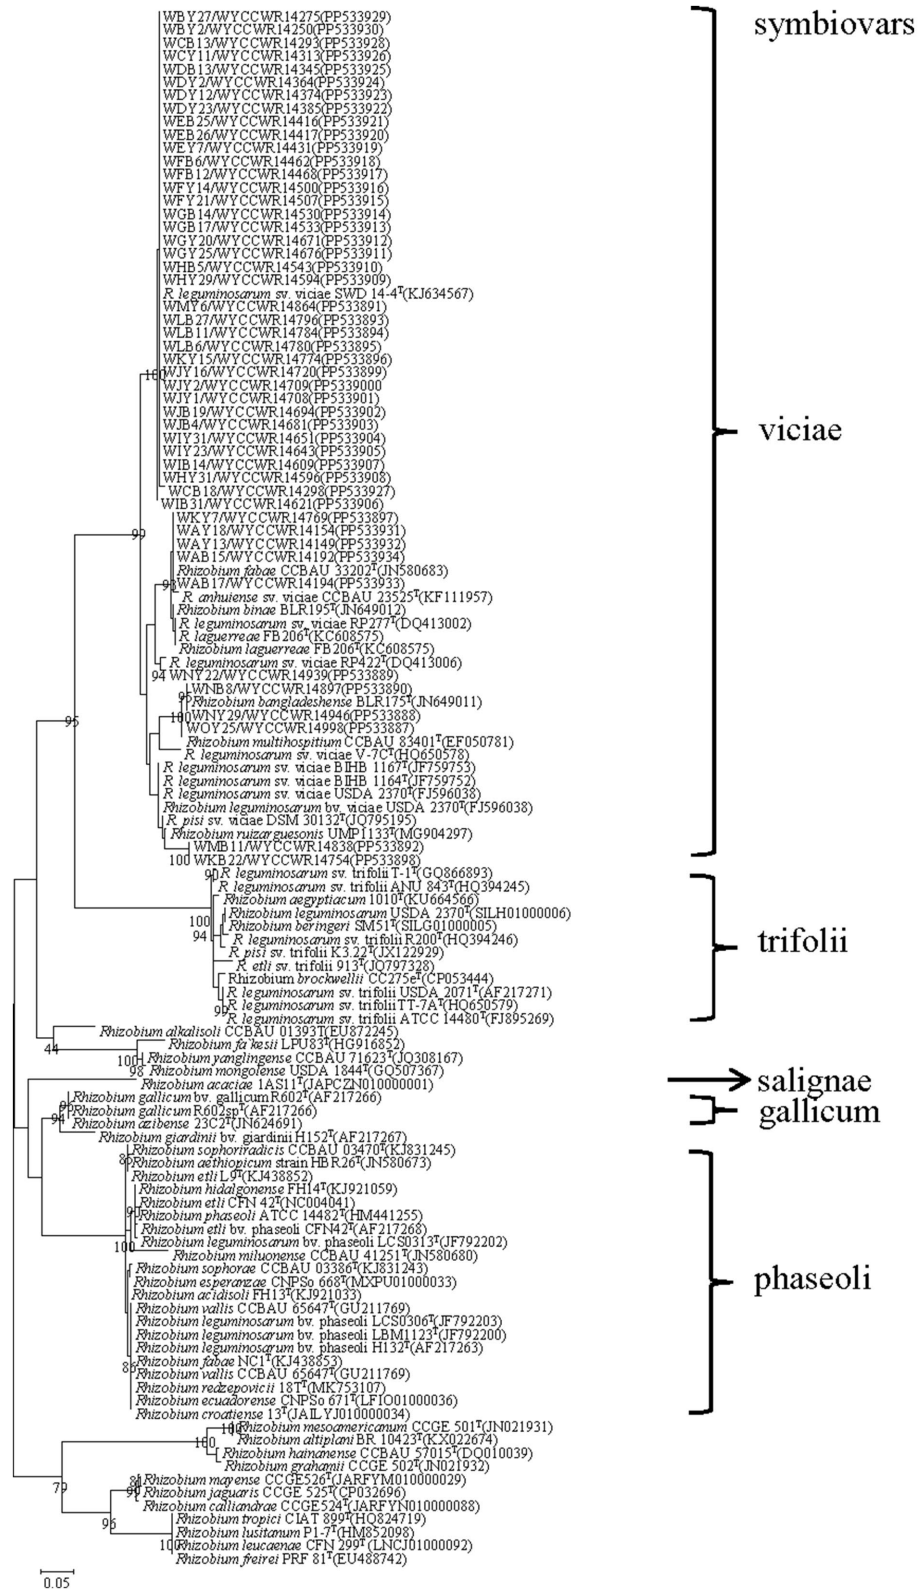 symbiovars
WBY27/WYCCWR14275(PP533929)
WBY2/WYCCWR14250(PP533930)
WCB13/WYCCWR14293(PP533928)
WCY11/WYCCWR14313(PP533926)
WDB13/WYCCWR14345(PP533925)
WDY2/WYCCWR14364(PP533924)
WDY12/WYCCWR14374(PP533923)
WDY23/WYCCWR14385(PP533922)
WEB25/WYCCWR14416(PP533921)
WEB26/WYCCWR14417(PP533920)
WEY7/WYCCWR14431(PP533919)
WFB6/WYCCWR14462(PP533918)
WFB12/WYCCWR14468(PP533917)
WFY14/WYCCWR14500(PP533916)
WFY21/WYCCWR14507(PP533915)
WGB14/WYCCWR14530(PP533914)
WGB17/WYCCWR14533(PP533913)
WGY20/WYCCWR14671(PP533912)
WGY25/WYCCWR14676(PP533911)
WHB5/WYCCWR14543(PP533910)
WHY29/WYCCWR14594(PP533909)
R leguminosarum sv. viciae SWD 14-4ᵀ(KJ634567)
WMY6/WYCCWR14864(PP533891)
WLB27/WYCCWR14796(PP533893)
WLB11/WYCCWR14784(PP533894)
WLB6/WYCCWR14780(PP533895)
WKY15/WYCCWR14774(PP533896)
100 WJY16/WYCCWR14720(PP533899)
WJY2/WYCCWR14709(PP5339000
WJY1/WYCCWR14708(PP533901)
WJB19/WYCCWR14694(PP533902)
WJB4/WYCCWR14681(PP533903)
viciae
WIY31/WYCCWR14651(PP533904)
WIY23/WYCCWR14643(PP533905)
WIB14/WYCCWR14609(PP533907)
WHY31/WYCCWR14596(PP533908)
WCB18/WYCCWR14298(PP533927)
WIB31/WYCCWR14621(PP533906)
WKY7/WYCCWR14769(PP533897)
99 WAY18/WYCCWR14154(PP533931)
WAY13/WYCCWR14149(PP533932)
WAB15/WYCCWR14192(PP533934)
Rhizobium fabae CCBAU 33202ᵀ(JN580683)
93 WAB17/WYCCWR14194(PP533933)
R anhuiense sv. viciae CCBAU 23525ᵀ(KF111957)
Rhizobium binae BLR195ᵀ(JN649012)
R leguminosarum sv. viciae RP277ᵀ(DQ413002)
R laguerreae FB206ᵀ(KC608575)
Rhizobium laguerreae FB206ᵀ(KC608575)
R leguminosarum sv. viciae RP422ᵀ(DQ413006)
94 WNY22/WYCCWR14939(PP533889)
WNB8/WYCCWR14897(PP533890)
Rhizobium bangladeshense BLR175ᵀ(JN649011)
95 100 WNY29/WYCCWR14946(PP533888)
WOY25/WYCCWR14998(PP533887)
Rhizobium multihospitium CCBAU 83401ᵀ(EF050781)
R leguminosarum sv. viciae V-7Cᵀ(HQ650578)
R leguminosarum sv. viciae BIHB 1167ᵀ(JF759753)
R leguminosarum sv. viciae BIHB 1164ᵀ(JF759752)
R leguminosarum sv. viciae USDA 2370ᵀ(FJ596038)
Rhizobium leguminosarum bv. viciae USDA 2370ᵀ(FJ596038)
R pisi sv. viciae DSM 30132ᵀ(JQ795195)
Rhizobium ruizarguesonis UMP1133ᵀ(MG904297)
WMB11/WYCCWR14838(PP533892)
100 WKB22/WYCCWR14754(PP533898)
R leguminosarum sv. trifolii T-1ᵀ(GQ866893)
R leguminosarum sv. trifolii ANU 843ᵀ(HQ394245)
Rhizobium aegyptiacum 1010ᵀ(KU664566)
Rhizobium leguminosarum USDA 2370ᵀ(SILH01000006)
100 Rhizobium beringeri SM51ᵀ(SILG01000005)
94 R leguminosarum sv. trifolii R200ᵀ(HQ394246)
trifolii
R pisi sv. trifolii K3.22ᵀ(JX122929)
R etli sv. trifolii 913ᵀ(JQ797328)
Rhizobium brockwellii CC275eᵀ(CP053444)
R leguminosarum sv. trifolii USDA 2071ᵀ(AF217271)
99 R leguminosarum sv. trifolii TT-7Aᵀ(HQ650579)
R leguminosarum sv. trifolii ATCC 14480ᵀ(FJ895269)
Rhizobium alkalisoli CCBAU 01393T(EU872245)
44 Rhizobium fa kesii LPU83ᵀ(HG916852)
100 Rhizobium yanglingense CCBAU 71623ᵀ(JQ308167)
98 Rhizobium mongolense USDA 1844ᵀ(GQ507367)
Rhizobium acaciae 1AS11ᵀ(JAPCZN010000001)
salignae
Rhizobium gallicum bv. gallicum R602ᵀ(AF217266)
Rhizobium gallicum R602spᵀ(AF217266)
gallicum
94 Rhizobium azibense 23C2ᵀ(JN624691)
Rhizobium giardinii bv. giardinii H152ᵀ(AF217267)
Rhizobium sophoriradicis CCBAU 03470ᵀ(KJ831245)
Rhizobium aethiopicum strain HBR26ᵀ(JN580673)
Rhizobium etli L9ᵀ(KJ438852)
Rhizobium hidalgonense FH14ᵀ(KJ921059)
Rhizobium etli CFN 42ᵀ(NC004041)
Rhizobium phaseoli ATCC 14482ᵀ(HM441255)
Rhizobium etli bv. phaseoli CFN42ᵀ(AF217268)
100 Rhizobium leguminosarum bv. phaseoli LCS0313ᵀ(JF792202)
Rhizobium miluonense CCBAU 41251ᵀ(JN580680)
Rhizobium sophorae CCBAU 03386ᵀ(KJ831243)
Rhizobium esperanzae CNPSo 668ᵀ(MXPU01000033)
phaseoli
Rhizobium acidisoli FH13ᵀ(KJ921033)
Rhizobium vallis CCBAU 65647ᵀ(GU211769)
Rhizobium leguminosarum bv. phaseoli LCS0306ᵀ(JF792203)
Rhizobium leguminosarum bv. phaseoli LBM1123ᵀ(JF792200)
Rhizobium leguminosarum bv. phaseoli H132ᵀ(AF217263)
86 Rhizobium fabae NC1ᵀ(KJ438853)
Rhizobium vallis CCBAU 65647ᵀ(GU211769)
Rhizobium redzepovicii 18Tᵀ(MK753107)
Rhizobium ecuadorense CNPSo 671ᵀ(LFIO01000036)
Rhizobium croatiense 13ᵀ(JAILYJ010000034)
100 Rhizobium mesoamericanum CCGE 501ᵀ(JN021931)
100 Rhizobium altiplani BR 10423ᵀ(KX022674)
Rhizobium hainanense CCBAU 57015ᵀ(DQ010039)
Rhizobium grahamii CCGE 502ᵀ(JN021932)
Rhizobium mayense CCGE526ᵀ(JARFYM010000029)
79 99 Rhizobium jaguaris CCGE 525ᵀ(CP032696)
Rhizobium calliandrae CCGE524ᵀ(JARFYN010000088)
96 Rhizobium tropici CIAT 899ᵀ(HQ824719)
Rhizobium lusitanum P1-7ᵀ(HM852098)
100 Rhizobium leucaenae CFN 299ᵀ(LNCJ01000092)
Rhizobium freirei PRF 81ᵀ(EU488742)
0.05